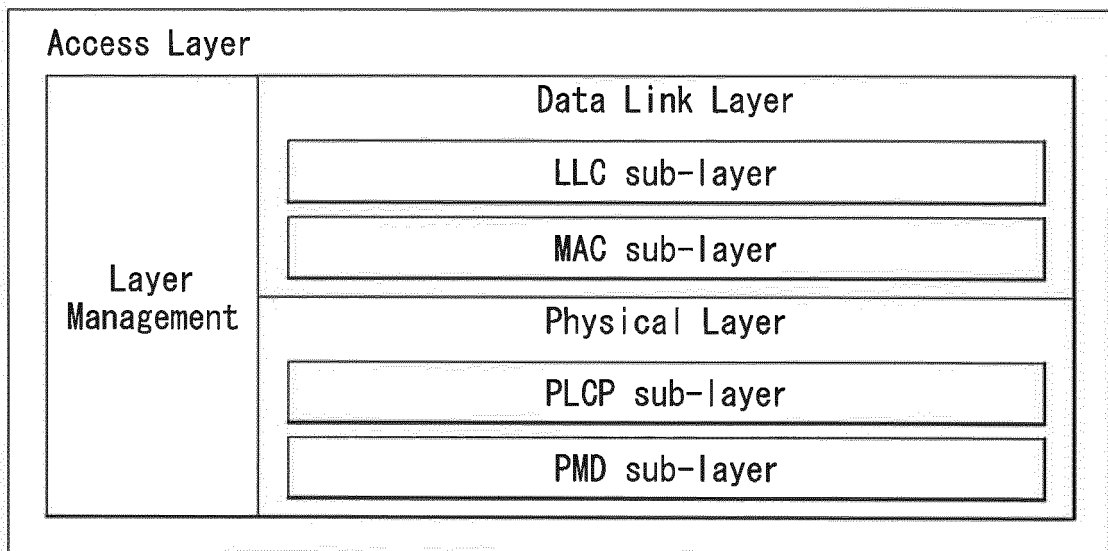 Access Layer
Data Link Layer
LLC sub-layer
MAC sub-layer
Layer
Management
Physical Layer
PLCP sub-layer
PMD sub-layer